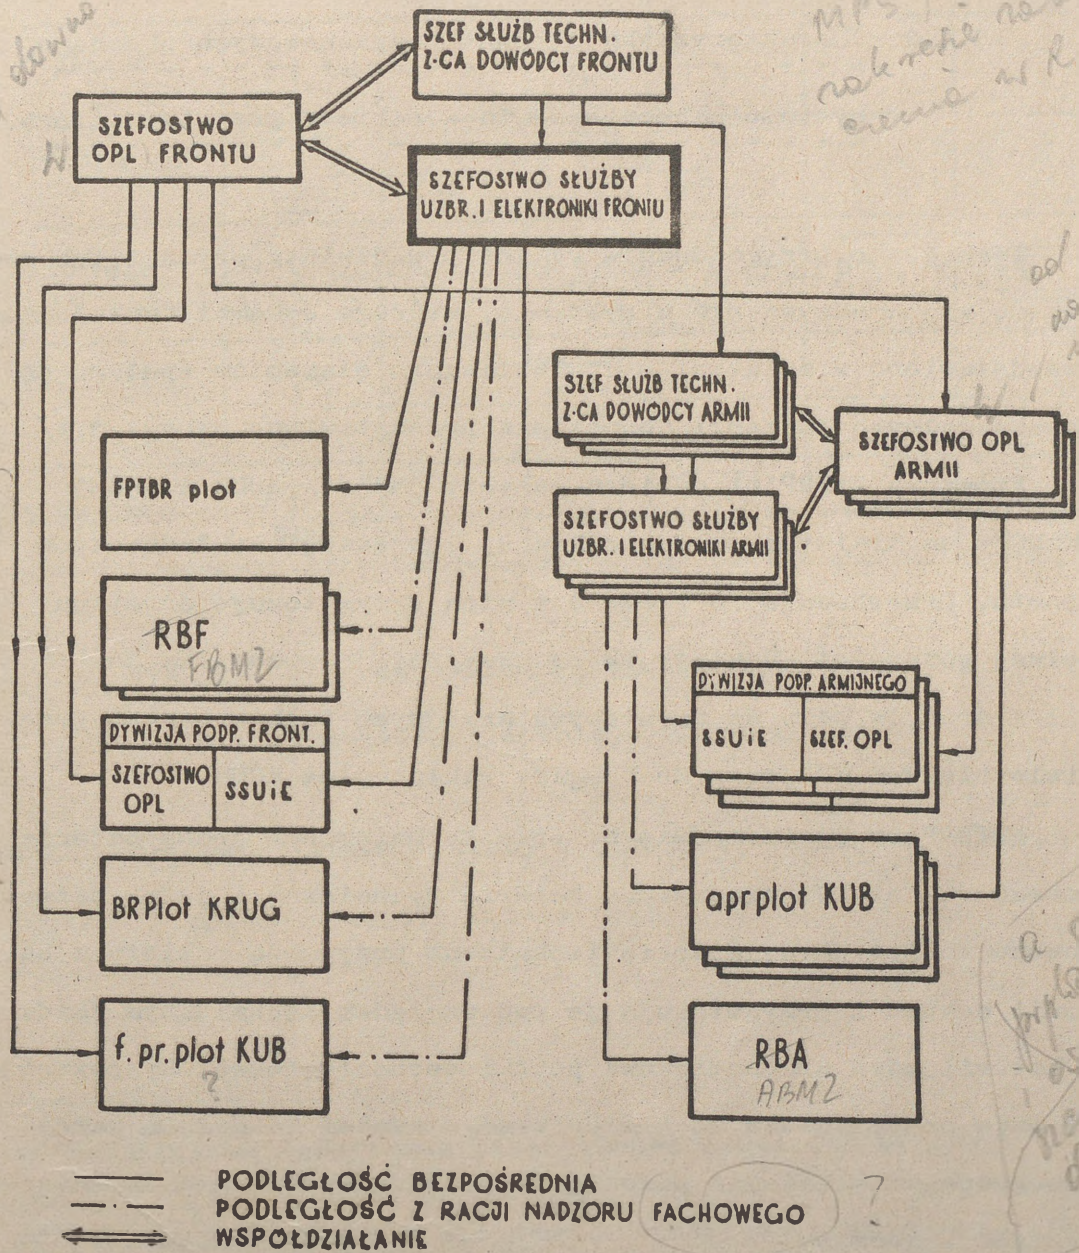 dawno
SZEF SŁUŻB TECHN.
Z-CA DOWÓDCY FRONTU
SZEFOSTWO
OPL FRONTU
SZEFOSTWO SŁUŻBY
UZBR. I ELEKTRONIKI FRONTU
od
SZEF SŁUŻB TECHN.
Z-CA DOWÓDCY ARMII
SZEFOSTWO OPL
ARMII
FPTBR plot
SZEFOSTWO SŁUŻBY
UZBR. I ELEKTRONIKI ARMII
RBF
FBMZ
DYWIZJA PODP. ARMIJNEGO
SSUiE
SZEF. OPL
DYWIZJA PODP. FRONT.
SZEFOSTWO
OPL
SSUiE
BRPlot KRUG
apr plot KUB
f. pr. plot KUB
?
RBA
ABMZ
PODLEGŁOŚĆ BEZPOŚREDNIA
PODLEGŁOŚĆ Z RACJI NADZORU FACHOWEGO ?
WSPÓŁDZIAŁANIE